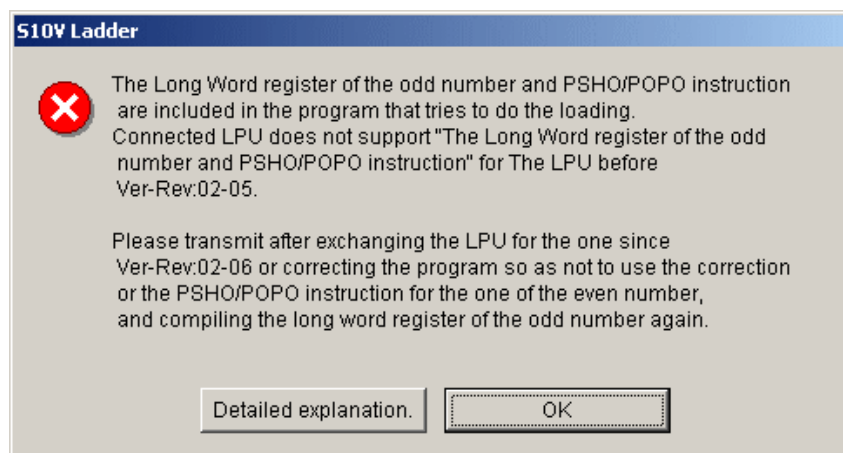 S10V Ladder
The Long Word register of the odd number and PSHO/POPO instruction
are included in the program that tries to do the loading.
Connected LPU does not support "The Long Word register of the odd
number and PSHO/POPO instruction" for The LPU before
Ver-Rev:02-05.
Please transmit after exchanging the LPU for the one since
Ver-Rev:02-06 or correcting the program so as not to use the correction
or the PSHO/POPO instruction for the one of the even number,
and compiling the long word register of the odd number again.
Detailed explanation.
OK